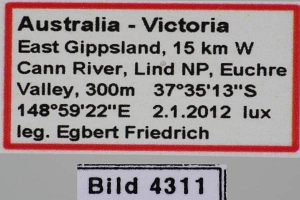 Australia - Victoria
East Gippsland, 15 km W
Cann River, Lind NP, Euchre
Valley, 300m 37°35'13''S
148°59'22''E 2.1.2012 lux
leg. Egbert Friedrich
Bild 4311